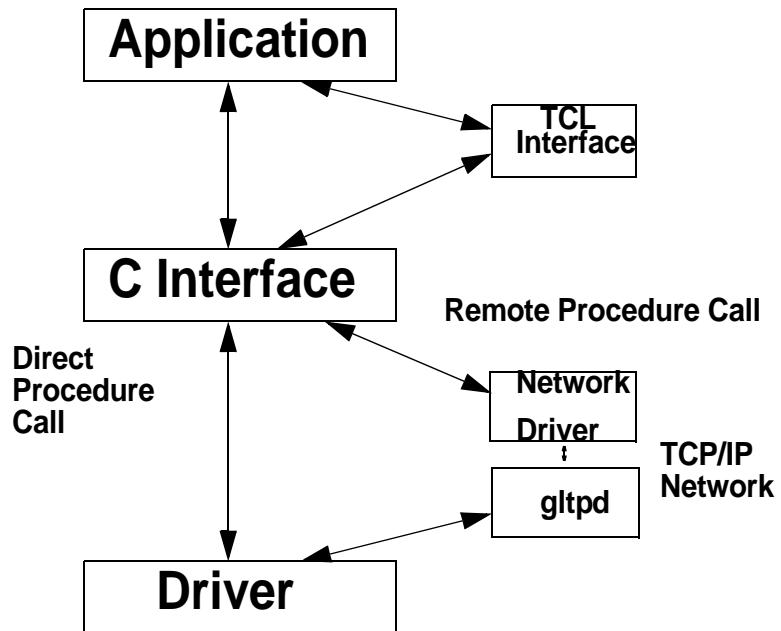 Application
TCL
Interface
C Interface
Remote Procedure Call
Direct
Procedure
Call
Network
Driver
TCP/IP
Network
gltpd
Driver